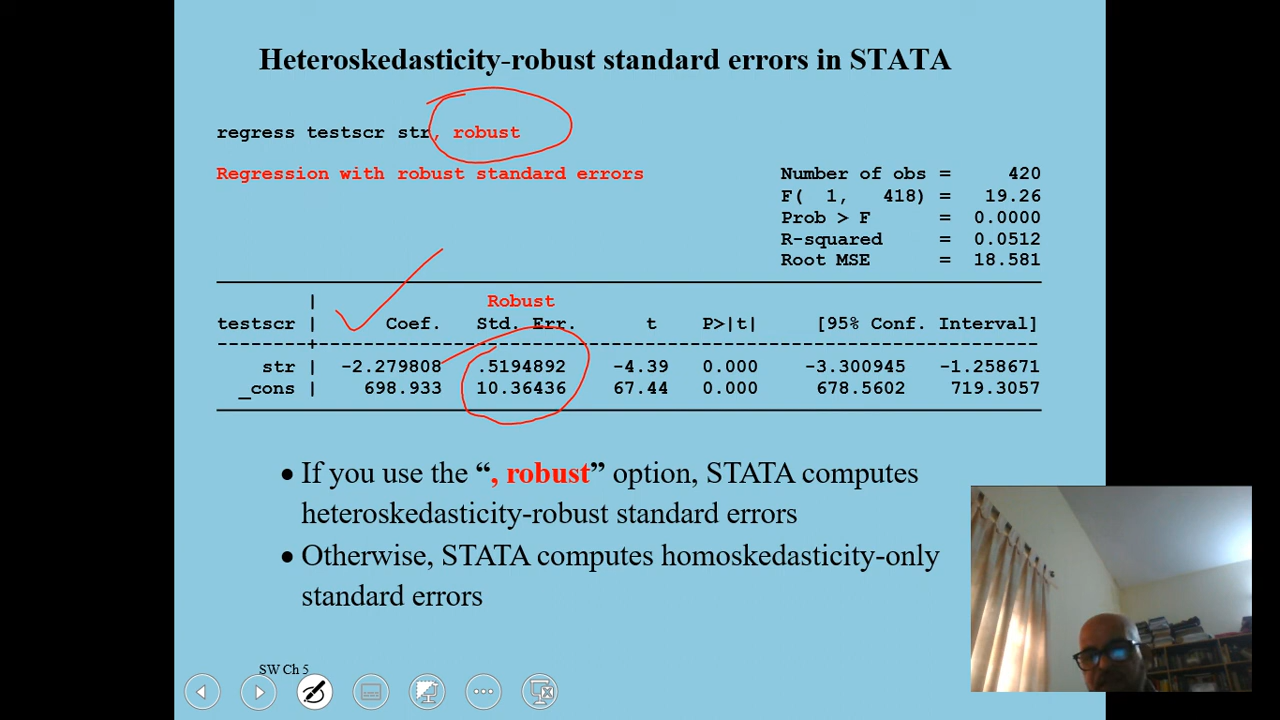 Heteroskedasticity-robust standard errors in STATA
regress testscr str, robust
Regression with robust standard errors Number of obs = 420
F( 1, 418) = 19.26
Prob > F = 0.0000
R-squared = 0.0512
Root MSE = 18.581
| Robust
testscr | Coef. Std. Err. t P>|t| [95% Conf. Interval]
--------+----------------------------------------------------------------
str | -2.279808 .5194892 -4.39 0.000 -3.300945 -1.258671
_cons | 698.933 10.36436 67.44 0.000 678.5602 719.3057
• If you use the “, robust” option, STATA computes
heteroskedasticity-robust standard errors
• Otherwise, STATA computes homoskedasticity-only
standard errors
SW Ch 5